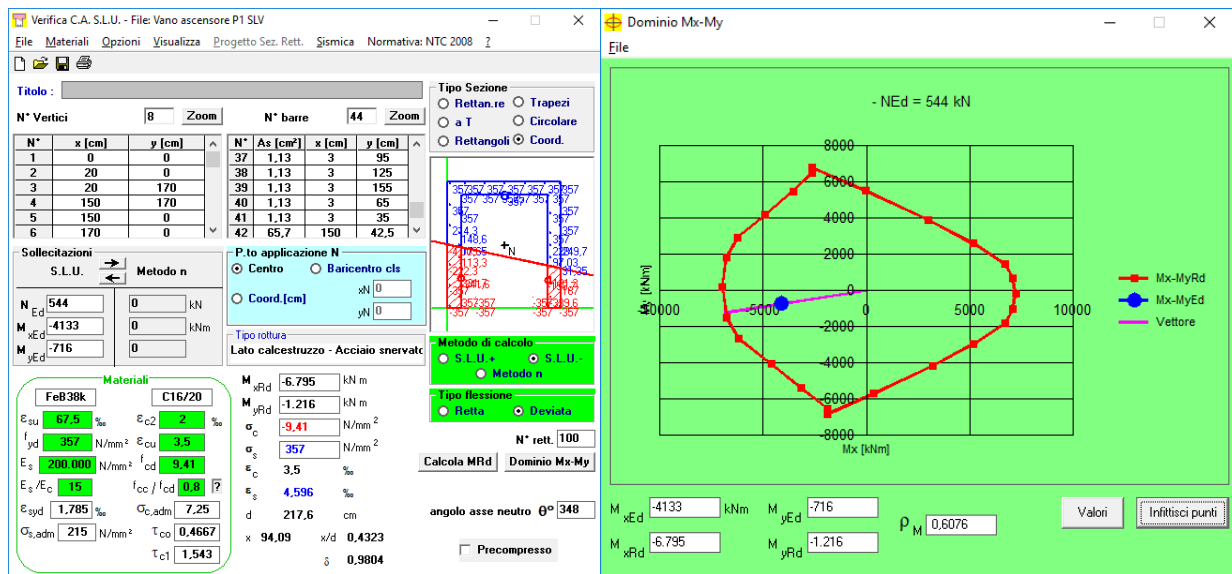 Verifica C.A. S.L.U. - File: Vano ascensore P1 SLV
File Materiali Opzioni Visualizza Progetto Sez. Rett. Sismica Normativa: NTC 2008 ?
Titolo :
N° Vertici 8 Zoom N° barre 44 Zoom
N° x [cm] y [cm]
1 0 0
2 20 0
3 20 170
4 150 170
5 150 0
6 170 0
N° As [cm²] x [cm] y [cm]
37 1,13 3 95
38 1,13 3 125
39 1,13 3 155
40 1,13 3 65
41 1,13 3 35
42 65,7 150 42,5
Tipo Sezione
Rettan.re Trapezi
a T Circolare
Rettangoli Coord.
N
Sollecitazioni
S.L.U. Metodo n
N Ed 544 0 kN
M xEd -4133 0 kNm
M yEd -716 0
P.to applicazione N
Centro Baricentro cls
Coord.[cm] xN 0
yN 0
Tipo rottura
Lato calcestruzzo - Acciaio snervato
Metodo di calcolo
S.L.U.+ S.L.U.-
Metodo n
Tipo flessione
Retta Deviata
Materiali
FeB38k C16/20
εsu 67,5 ‰ εc2 2 ‰
fyd 357 N/mm² εcu 3,5
Es 200.000 N/mm² fcd 9,41
Es/Ec 15 fcc / fcd 0,8 ?
εsyd 1,785 ‰ σc,adm 7,25
σs,adm 215 N/mm² τco 0,4667
τc1 1,543
M xRd -6.795 kN m
M yRd -1.216 kN m
σc -9,41 N/mm²
σs 357 N/mm²
εc 3,5 ‰
εs 4,596 ‰
d 217,6 cm
x 94,09 x/d 0,4323
δ 0,9804
N° rett. 100
Calcola MRd Dominio Mx-My
angolo asse neutro θ° 348
Precompresso
Dominio Mx-My
File
- NEd = 544 kN
8000
6000
4000
2000
0
-10000 -5000 0 5000 10000
-2000
-4000
-6000
-8000
Mx [kNm]
Mx-MyRd
Mx-MyEd
Vettore
M xEd -4133 kNm M yEd -716
M xRd -6.795 M yRd -1.216
ρM 0,6076
Valori Infittisci punti